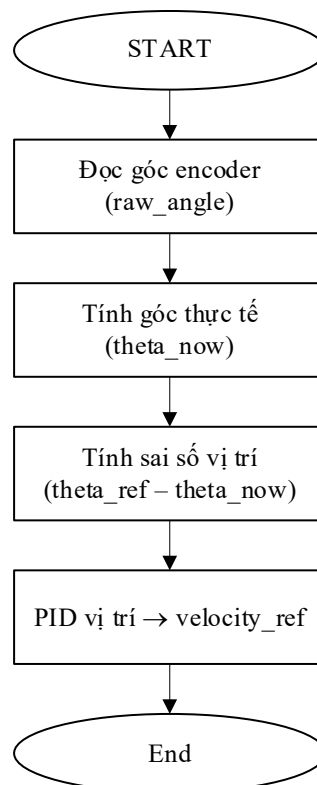 START
Đọc góc encoder
(raw_angle)
Tính góc thực tế
(theta_now)
Tính sai số vị trí
(theta_ref – theta_now)
PID vị trí → velocity_ref
End